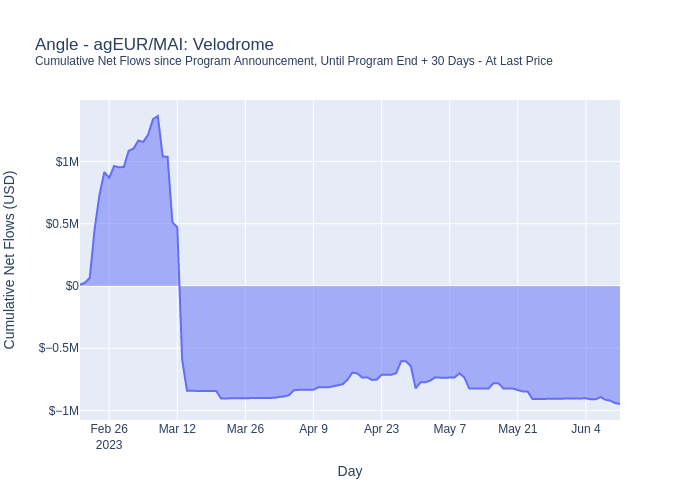 Angle - agEUR/MAI: Velodrome
Cumulative Net Flows since Program Announcement, Until Program End + 30 Days - At Last Price
Cumulative Net Flows (USD)
$1M
$0.5M
$0
$−0.5M
$−1M
Feb 26
2023
Mar 12
Mar 26
Apr 9
Apr 23
May 7
May 21
Jun 4
Day